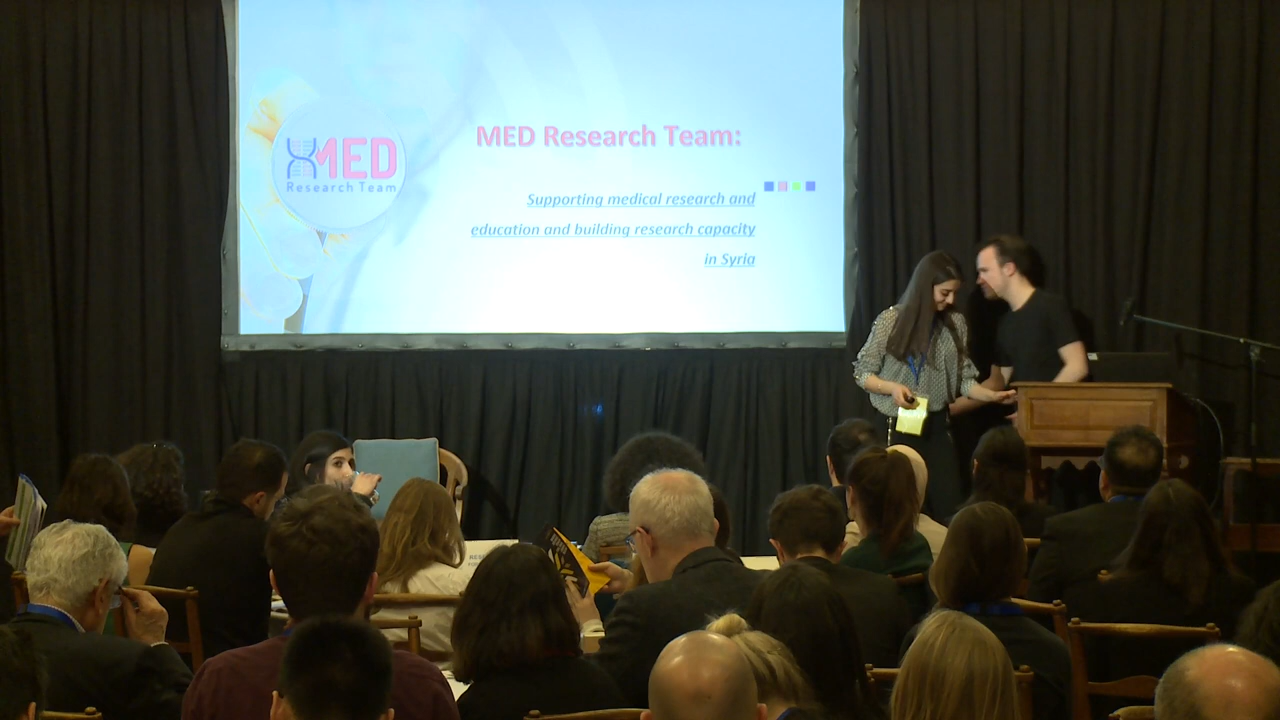 MED
Research Team
MED Research Team:
Supporting medical research and
education and building research capacity
in Syria